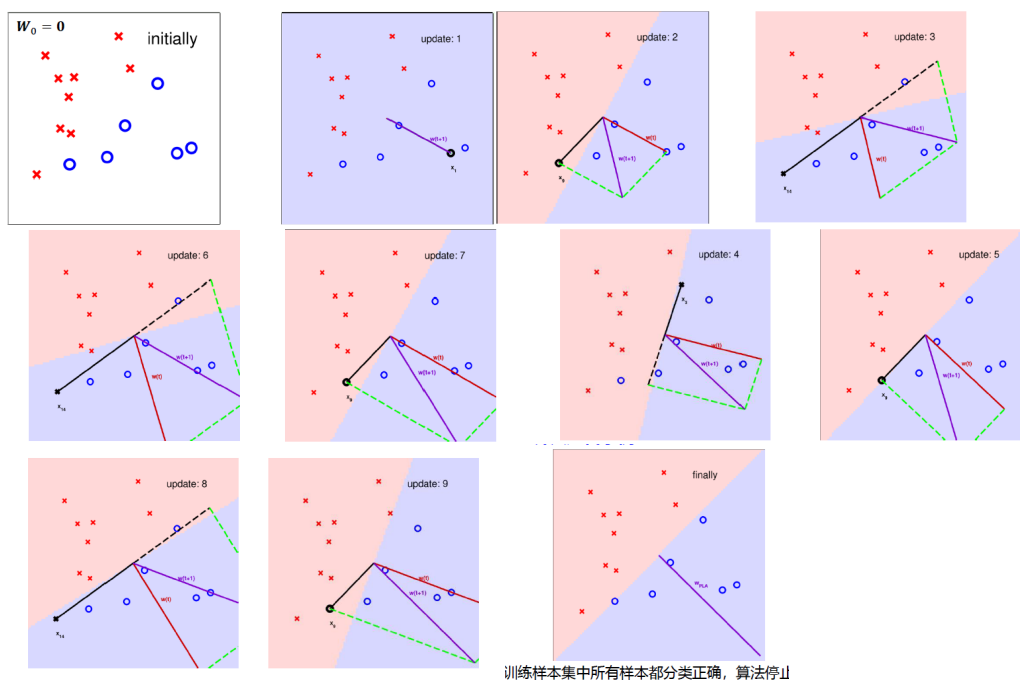 W₀ = 0
initially
update: 1
w(t+1)
x₁
update: 2
w(t)
w(t+1)
x₉
update: 3
w(t+1)
w(t)
x₁₄
update: 6
w(t+1)
w(t)
x₁₄
update: 7
w(t)
w(t+1)
x₉
update: 4
x₃
w(t)
w(t+1)
update: 5
w(t)
w(t+1)
x₉
update: 8
w(t+1)
w(t)
x₁₄
update: 9
w(t)
w(t+1)
x₉
finally
w_PLA
训练样本集中所有样本都分类正确，算法停止